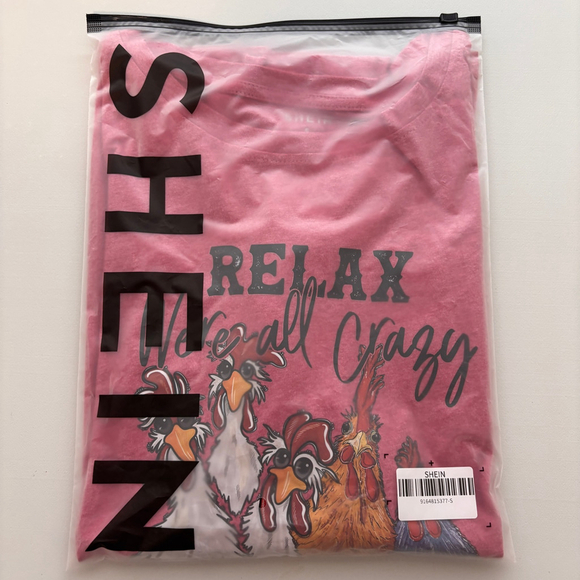 SHEIN
RELAX
We're all Crazy
SHEIN
9164815377-S